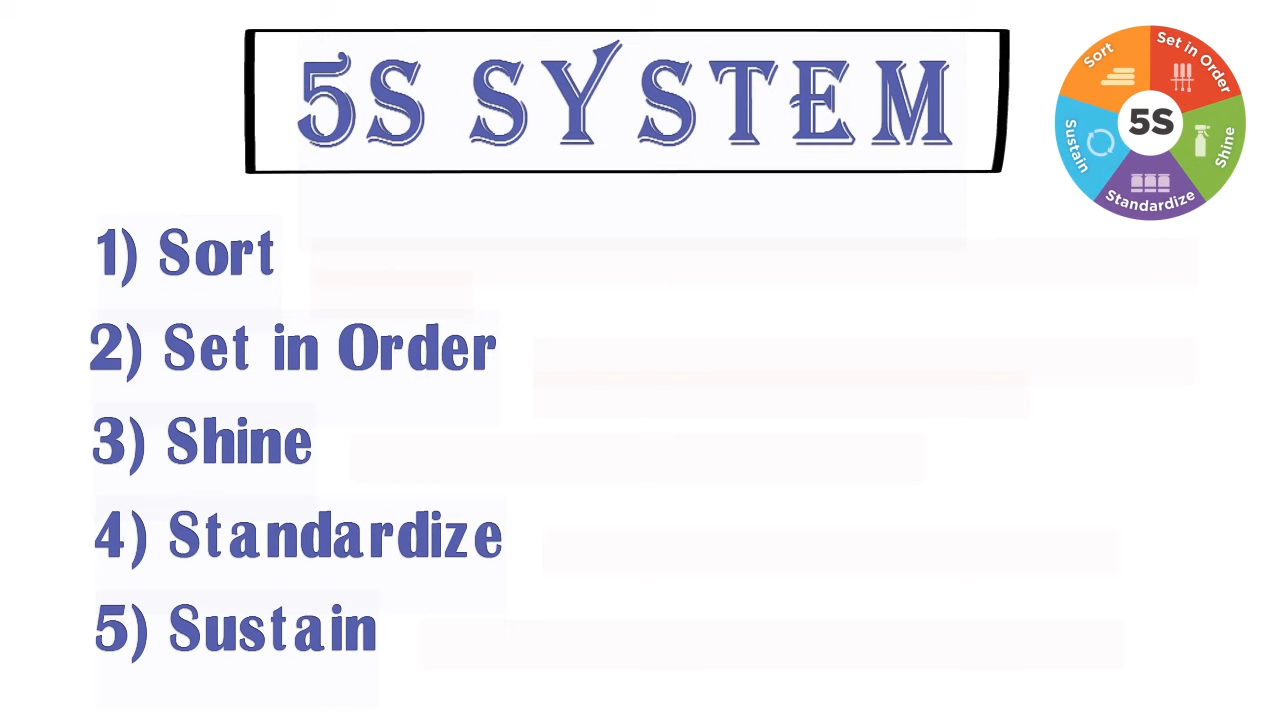 5S SYSTEM
Sort
Set in Order
Sustain
5S
Shine
Standardize
1) Sort
2) Set in Order
3) Shine
4) Standardize
5) Sustain